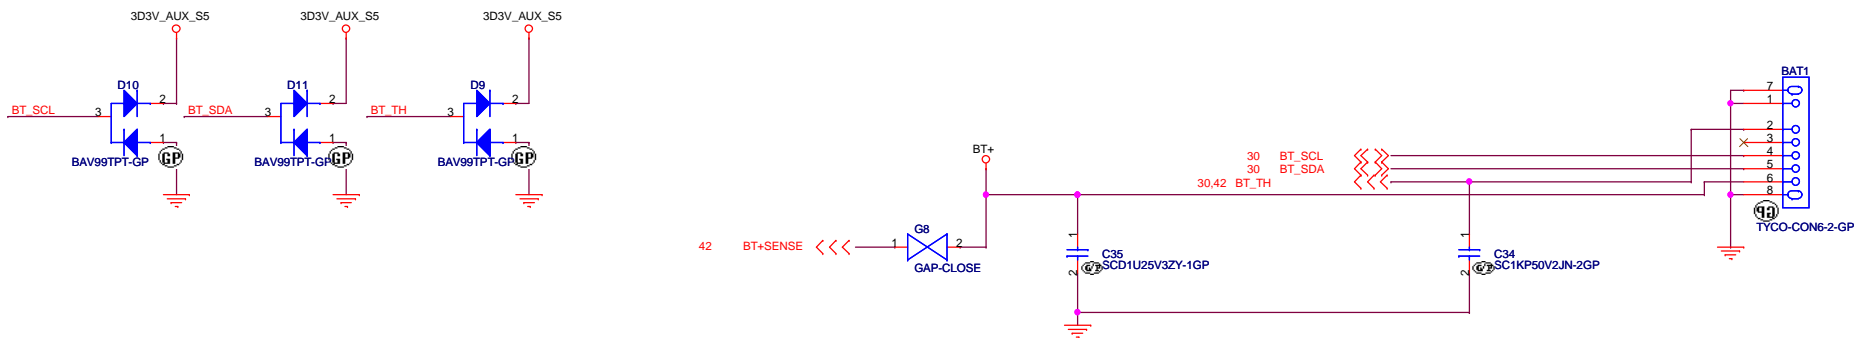 3D3V_AUX_S5
3D3V_AUX_S5
3D3V_AUX_S5
D10
D11
D9
BT_SCL
3
2
1
BT_SDA
3
2
1
BT_TH
3
2
1
BAV99TPT-GP
GP
BAV99TPT-GP
GP
BAV99TPT-GP
GP
BT+
30 BT_SCL
30 BT_SDA
30,42 BT_TH
BAT1
7
1
2
3
4
5
6
8
GP
TYCO-CON6-2-GP
42 BT+SENSE
1
G8
2
GAP-CLOSE
1
C35
SCD1U25V3ZY-1GP
2
G/P
1
C34
SC1KP50V2JN-2GP
2
G/P